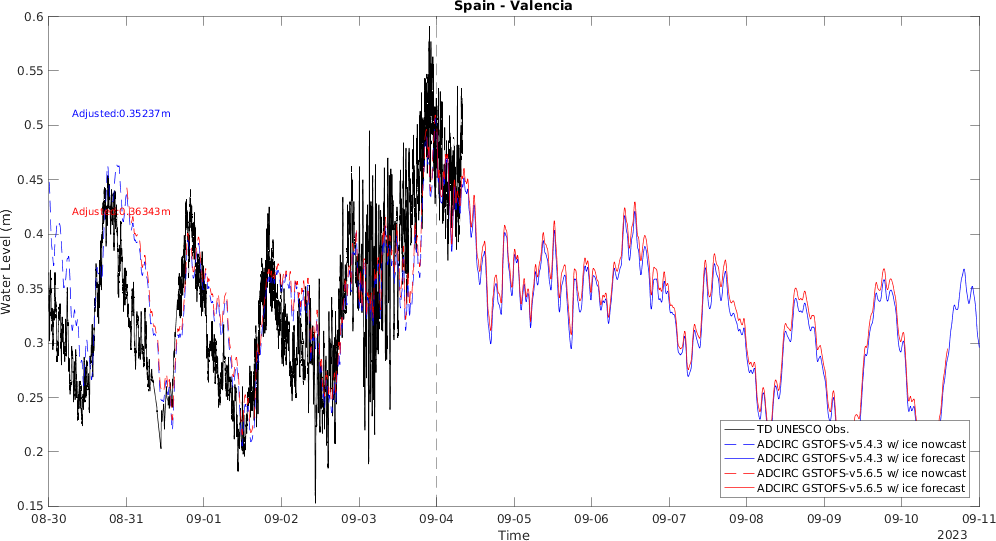 Spain - Valencia
0.6
0.55
0.5
0.45
0.4
0.35
0.3
0.25
0.2
0.15
Water Level (m)
Adjusted:0.35237m
Adjusted:0.36343m
TD UNESCO Obs.
ADCIRC GSTOFS-v5.4.3 w/ ice nowcast
ADCIRC GSTOFS-v5.4.3 w/ ice forecast
ADCIRC GSTOFS-v5.6.5 w/ ice nowcast
ADCIRC GSTOFS-v5.6.5 w/ ice forecast
08-30 08-31 09-01 09-02 09-03 09-04 09-05 09-06 09-07 09-08 09-09 09-10 09-11
Time
2023